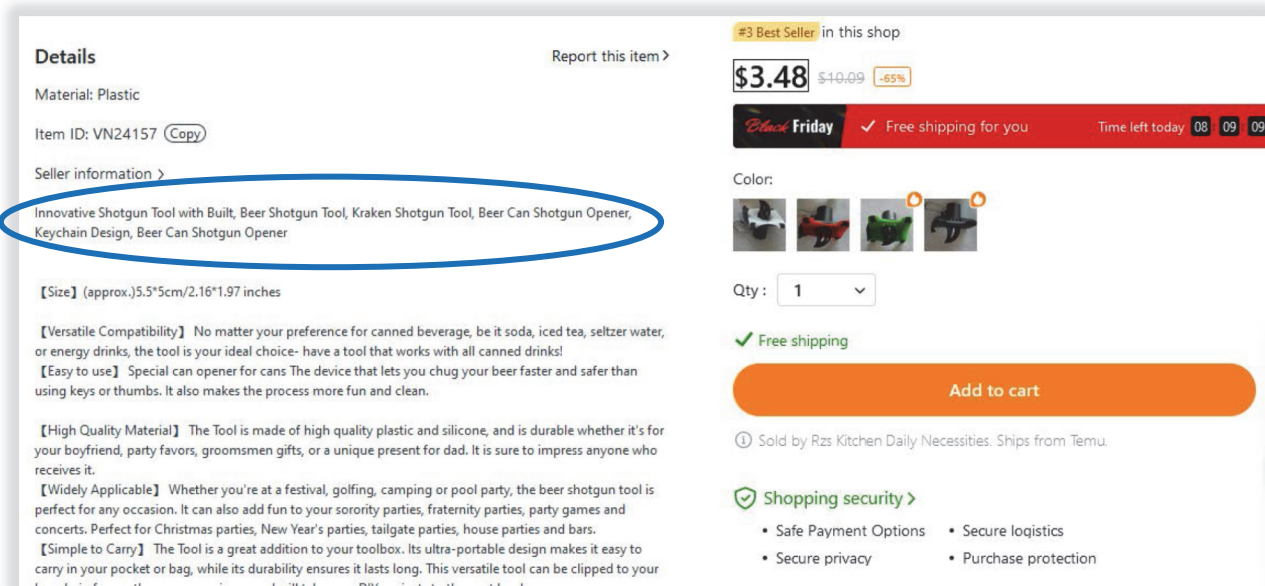 Details
Report this item >
Material: Plastic
Item ID: VN24157 Copy
Seller information >
Innovative Shotgun Tool with Built, Beer Shotgun Tool, Kraken Shotgun Tool, Beer Can Shotgun Opener,
Keychain Design, Beer Can Shotgun Opener
【Size】(approx.)5.5*5cm/2.16*1.97 inches
【Versatile Compatibility】 No matter your preference for canned beverage, be it soda, iced tea, seltzer water,
or energy drinks, the tool is your ideal choice- have a tool that works with all canned drinks!
【Easy to use】 Special can opener for cans The device that lets you chug your beer faster and safer than
using keys or thumbs. It also makes the process more fun and clean.
【High Quality Material】 The Tool is made of high quality plastic and silicone, and is durable whether it's for
your boyfriend, party favors, groomsmen gifts, or a unique present for dad. It is sure to impress anyone who
receives it.
【Widely Applicable】 Whether you're at a festival, golfing, camping or pool party, the beer shotgun tool is
perfect for any occasion. It can also add fun to your sorority parties, fraternity parties, party games and
concerts. Perfect for Christmas parties, New Year's parties, tailgate parties, house parties and bars.
【Simple to Carry】 The Tool is a great addition to your toolbox. Its ultra-portable design makes it easy to
carry in your pocket or bag, while its durability ensures it lasts long. This versatile tool can be clipped to your
#3 Best Seller in this shop
$3.48 $10.09 -65%
Black Friday ✓ Free shipping for you Time left today 08 : 09 : 09
Color:
Qty : 1
✓ Free shipping
Add to cart
Sold by Rzs Kitchen Daily Necessities. Ships from Temu.
Shopping security >
• Safe Payment Options • Secure logistics
• Secure privacy • Purchase protection